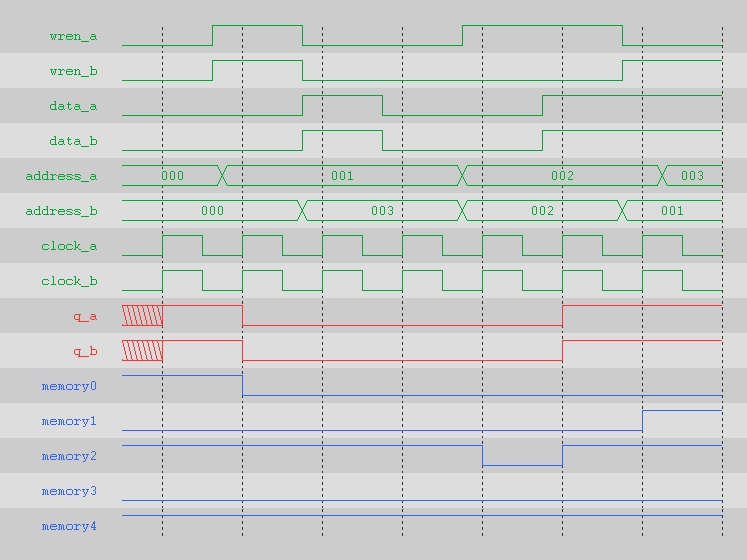 wren_a
wren_b
data_a
data_b
address_a 000 001 002 003
address_b 000 003 002 001
clock_a
clock_b
q_a
q_b
memory0
memory1
memory2
memory3
memory4